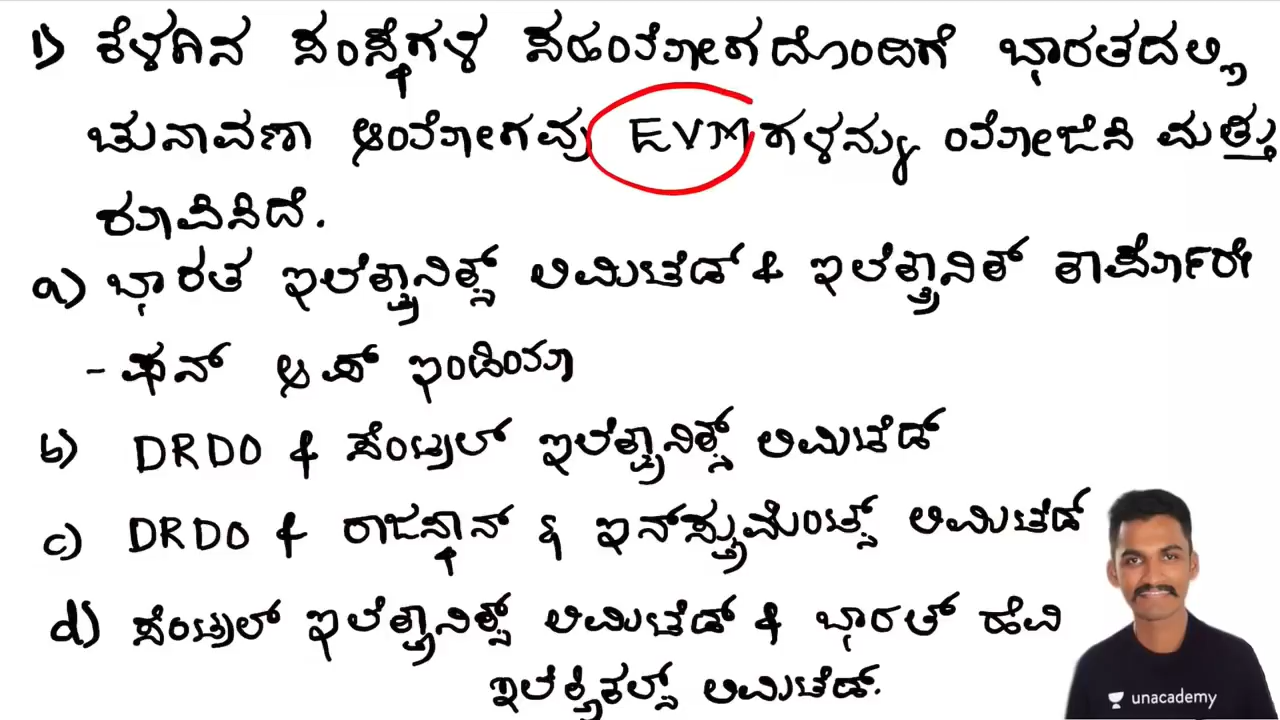 1) ಕೆಳಗಿನ ಸಂಸ್ಥೆಗಳ ಸಹಯೋಗದೊಂದಿಗೆ ಭಾರತದಲ್ಲಿ
ಚುನಾವಣಾ ಆಯೋಗವು EVM ಗಳನ್ನು ಯೋಜಿಸಿ ಮತ್ತು
ರೂಪಿಸಿದೆ.
a) ಭಾರತ ಇಲೆಕ್ಟ್ರಾನಿಕ್ಸ್ ಲಿಮಿಟೆಡ್ & ಇಲೆಕ್ಟ್ರಾನಿಕ್ ಕಾರ್ಪೋರೇ
- ಷನ್ ಆಫ್ ಇಂಡಿಯಾ
b) DRDO & ಸೆಂಟ್ರಲ್ ಇಲೆಕ್ಟ್ರಾನಿಕ್ಸ್ ಲಿಮಿಟೆಡ್
c) DRDO & ರಾಜಸ್ಥಾನ್ & ಇನ್‌ಸ್ಟ್ರುಮೆಂಟ್ಸ್ ಲಿಮಿಟೆಡ್
d) ಸೆಂಟ್ರಲ್ ಇಲೆಕ್ಟ್ರಾನಿಕ್ಸ್ ಲಿಮಿಟೆಡ್ & ಭಾರತ್ ಹೆವಿ
ಇಲೆಕ್ಟ್ರಿಕಲ್ಸ್ ಲಿಮಿಟೆಡ್.
unacademy